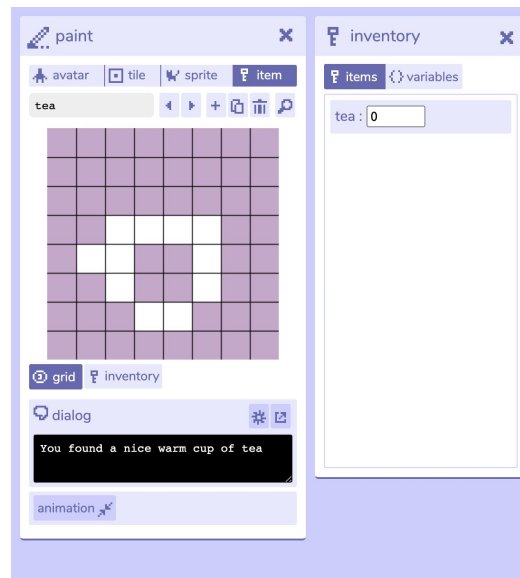 paint
avatar
tile
sprite
item
tea
grid
inventory
dialog
You found a nice warm cup of tea
animation
inventory
items
variables
tea : 0